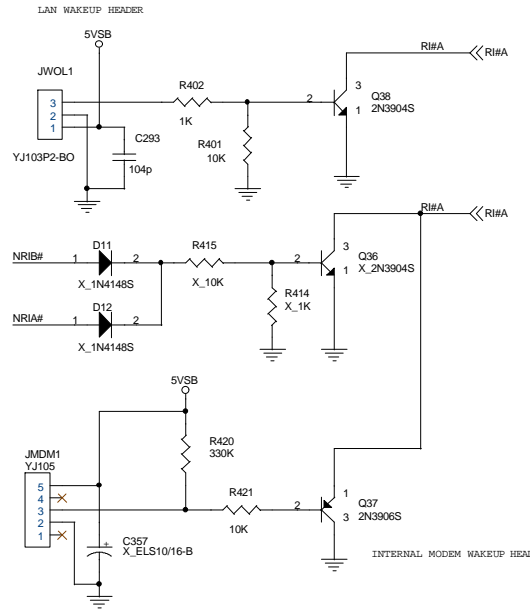 LAN WAKEUP HEADER
5VSB
JWOL1
3
2
1
YJ103P2-BO
C293
104p
R402
1K
R401
10K
2
3
1
Q38
2N3904S
RI#A
RI#A
NRIB#
1
D11
2
X_1N4148S
NRIA#
1
D12
2
X_1N4148S
R415
X_10K
R414
X_1K
2
3
1
Q36
X_2N3904S
RI#A
RI#A
5VSB
R420
330K
JMDM1
YJ105
5
4
3
2
1
R421
10K
C357
+
X_ELS10/16-B
2
1
3
Q37
2N3906S
INTERNAL MODEM WAKEUP HEAD